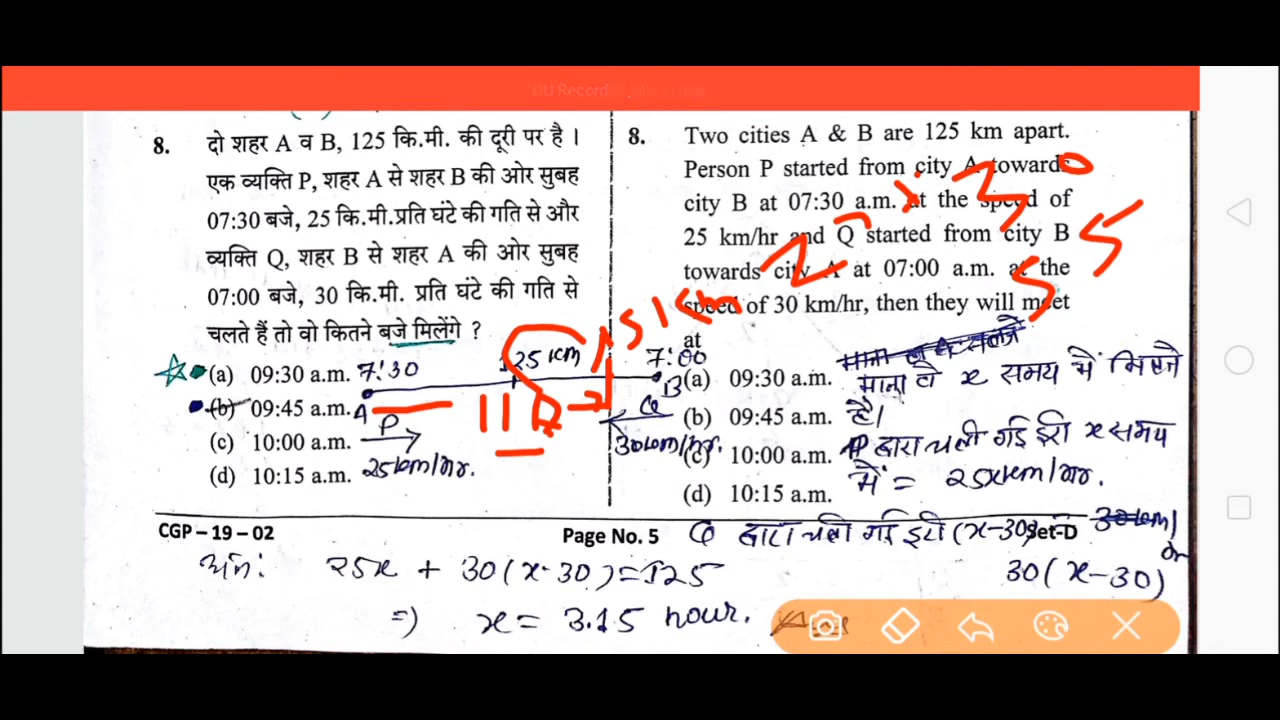 8.
दो शहर A व B, 125 कि.मी. की दूरी पर है ।
एक व्यक्ति P, शहर A से शहर B की ओर सुबह
07:30 बजे, 25 कि.मी.प्रति घंटे की गति से और
व्यक्ति Q, शहर B से शहर A की ओर सुबह
07:00 बजे, 30 कि.मी. प्रति घंटे की गति से
चलते हैं तो वो कितने बजे मिलेंगे ?
(a) 09:30 a.m.
(b) 09:45 a.m.
(c) 10:00 a.m.
(d) 10:15 a.m.
7:30
125 km
7:00
A
B
P
Q
25km/hr.
30km/hr.
8.
Two cities A & B are 125 km apart.
Person P started from city A towards
city B at 07:30 a.m. at the speed of
25 km/hr and Q started from city B
towards city A at 07:00 a.m. at the
speed of 30 km/hr, then they will meet
at
(a) 09:30 a.m.
(b) 09:45 a.m.
(c) 10:00 a.m.
(d) 10:15 a.m.
30
55
15km
110
माना वे x समय में मिलते
है।
P द्वारा चली गई दूरी x समय
में = 25x km/hr.
CGP – 19 – 02
Page No. 5
Set-D
Q द्वारा चली गई दूरी (x-30)
30(x-30)
अतः 25x + 30(x-30)=125
=) x = 3.15 hour. Ans